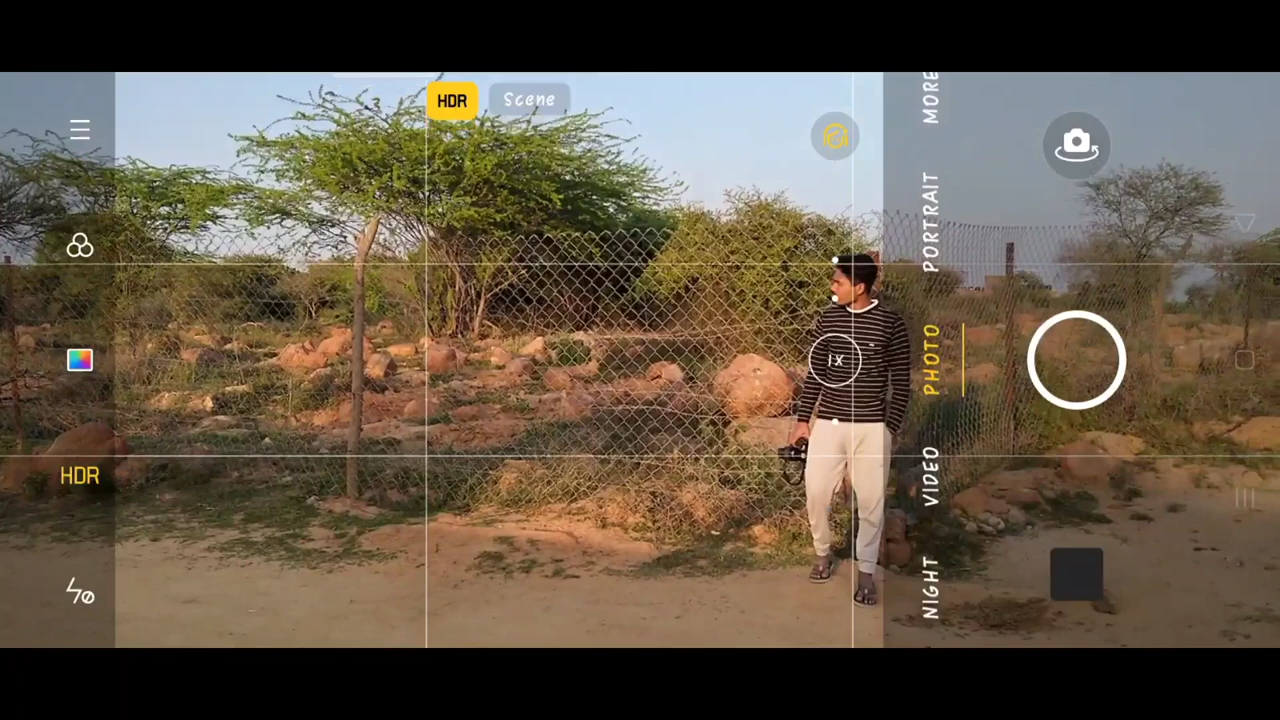 HDR
Scene
MORE
PORTRAIT
1X
PHOTO
HDR
VIDEO
NIGHT